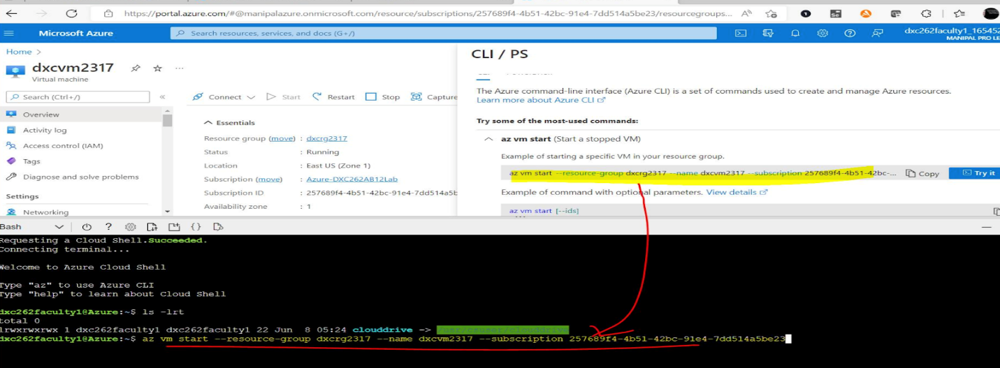 https://portal.azure.com/#@manipalazure.onmicrosoft.com/resource/subscriptions/257689f4-4b51-42bc-91e4-7dd514a5be23/resourcegroups...
Microsoft Azure
Search resources, services, and docs (G+/)
dxc262faculty1_165452
MANIPAL PRO LE
Home >
dxcvm2317
Virtual machine
Search (Ctrl+/)
Overview
Activity log
Access control (IAM)
Tags
Diagnose and solve problems
Settings
Networking
Connect Start Restart Stop Capture
Essentials
Resource group (move) : dxcrg2317
Status : Running
Location : East US (Zone 1)
Subscription (move) : Azure-DXC262AB12Lab
Subscription ID : 257689f4-4b51-42bc-91e4-7dd514a5b
Availability zone : 1
CLI / PS
The Azure command-line interface (Azure CLI) is a set of commands used to create and manage Azure resources.
Learn more about Azure CLI
Try some of the most-used commands:
az vm start (Start a stopped VM)
Example of starting a specific VM in your resource group.
az vm start --resource-group dxcrg2317 --name dxcvm2317 --subscription 257689f4-4b51-42bc-... Copy Try it
Example of command with optional parameters. View details
az vm start [--ids]
Bash
Requesting a Cloud Shell.Succeeded.
Connecting terminal...
Welcome to Azure Cloud Shell
Type "az" to use Azure CLI
Type "help" to learn about Cloud Shell
dxc262faculty1@Azure:~$ ls -lrt
total 0
lrwxrwxrwx 1 dxc262faculty1 dxc262faculty1 22 Jun 8 05:24 clouddrive -> /usr/csuser/clouddrive
dxc262faculty1@Azure:~$ az vm start --resource-group dxcrg2317 --name dxcvm2317 --subscription 257689f4-4b51-42bc-91e4-7dd514a5be23